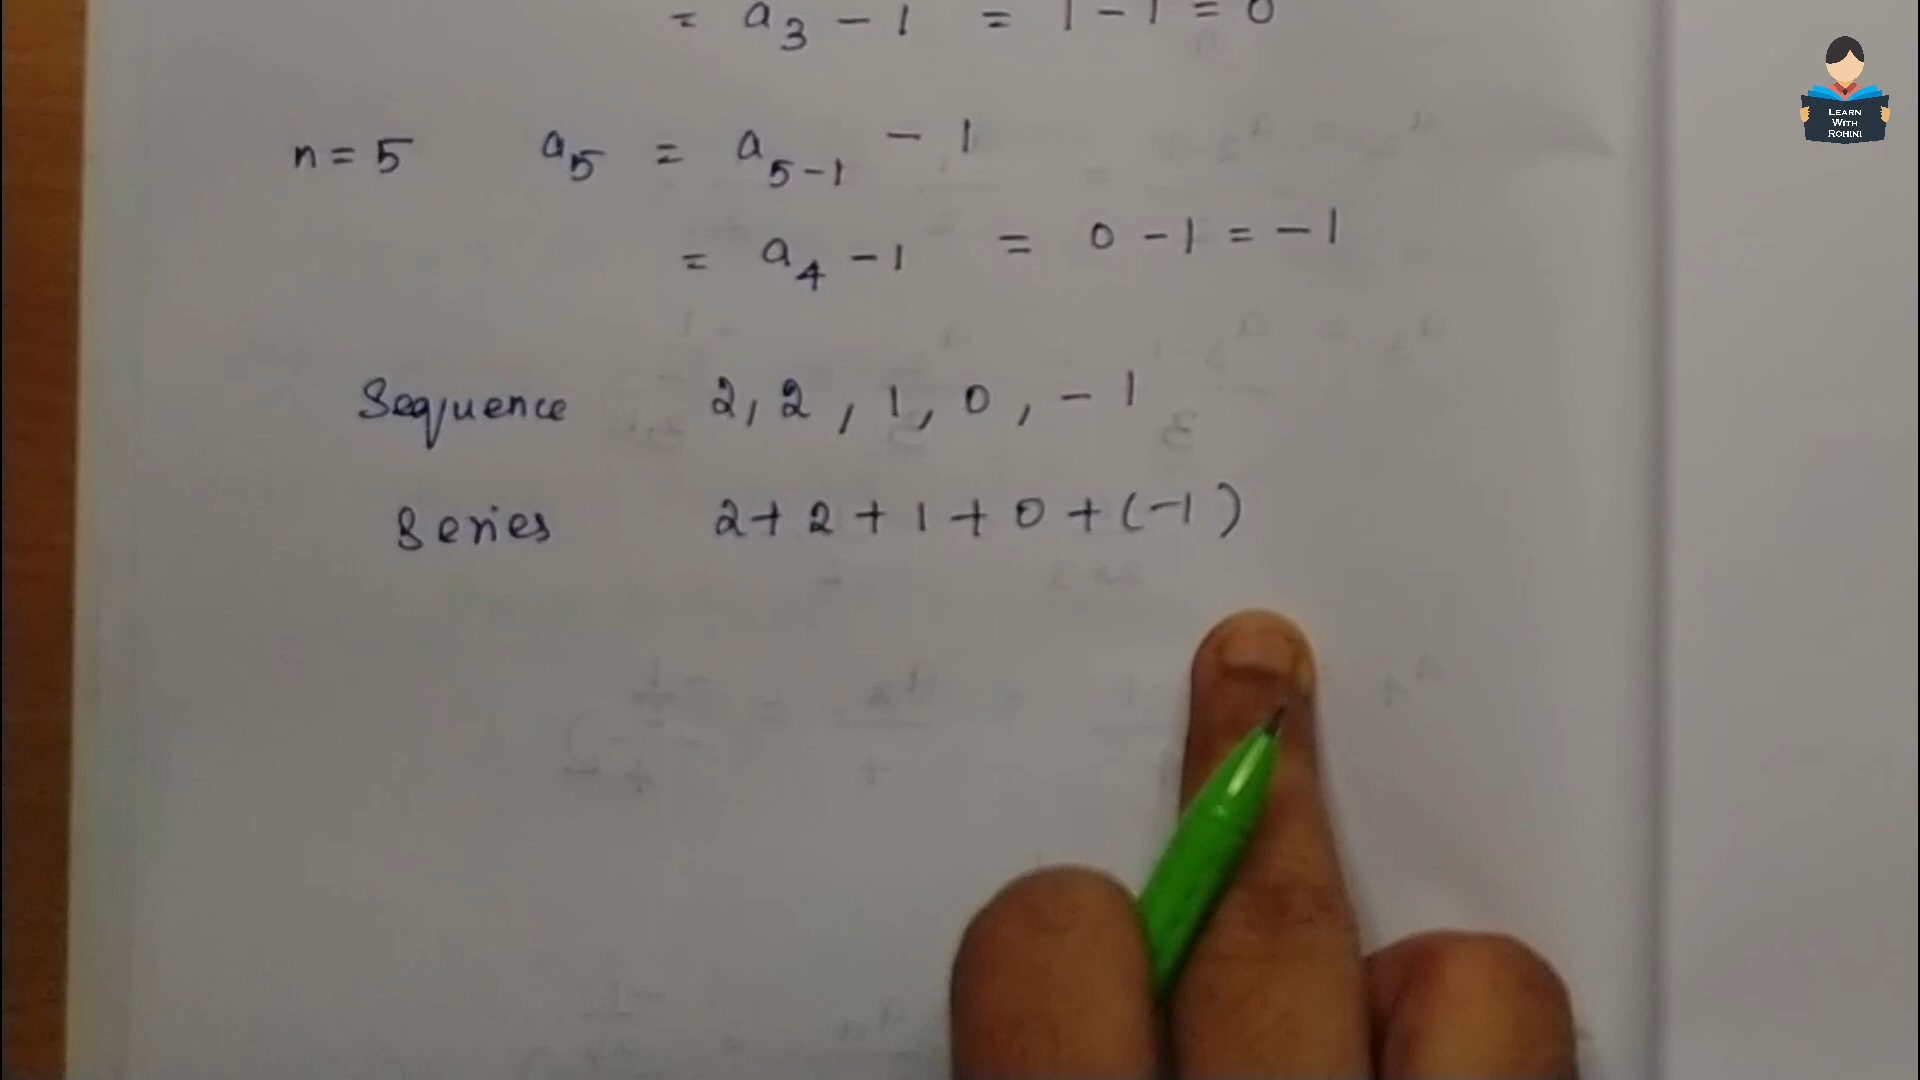 = a₃ - 1 = 1 - 1 = 0
LEARN
WITH
ROHINI
n = 5 a₅ = a₅₋₁ - 1
= a₄ - 1 = 0 - 1 = -1
Sequence 2, 2, 1, 0, -1
Series 2 + 2 + 1 + 0 + (-1)